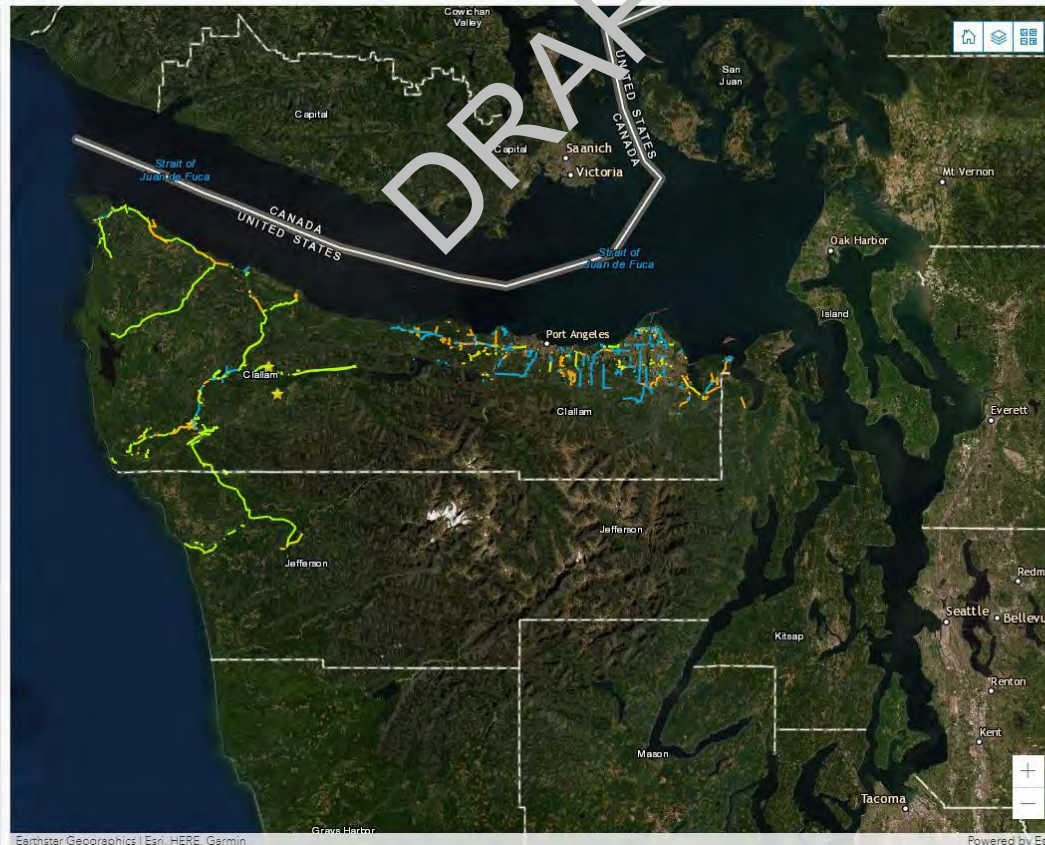 Cowichan
Valley
DRA
UNITED STATES
CANADA
San
Juan
Capital
Capital
Saanich
Victoria
Mt Vernon
Strait of
Juan de Fuca
CANADA
UNITED STATES
Oak Harbor
Strait of
Juan de Fuca
Island
Port Angeles
Clallam
Clallam
Everett
Jefferson
Jefferson
Redm
Seattle
Bellevu
Kitsap
Renton
Kent
Mason
Tacoma
Grays Harbor
Earthstar Geographics | Esri, HERE, Garmin
Powered by Es